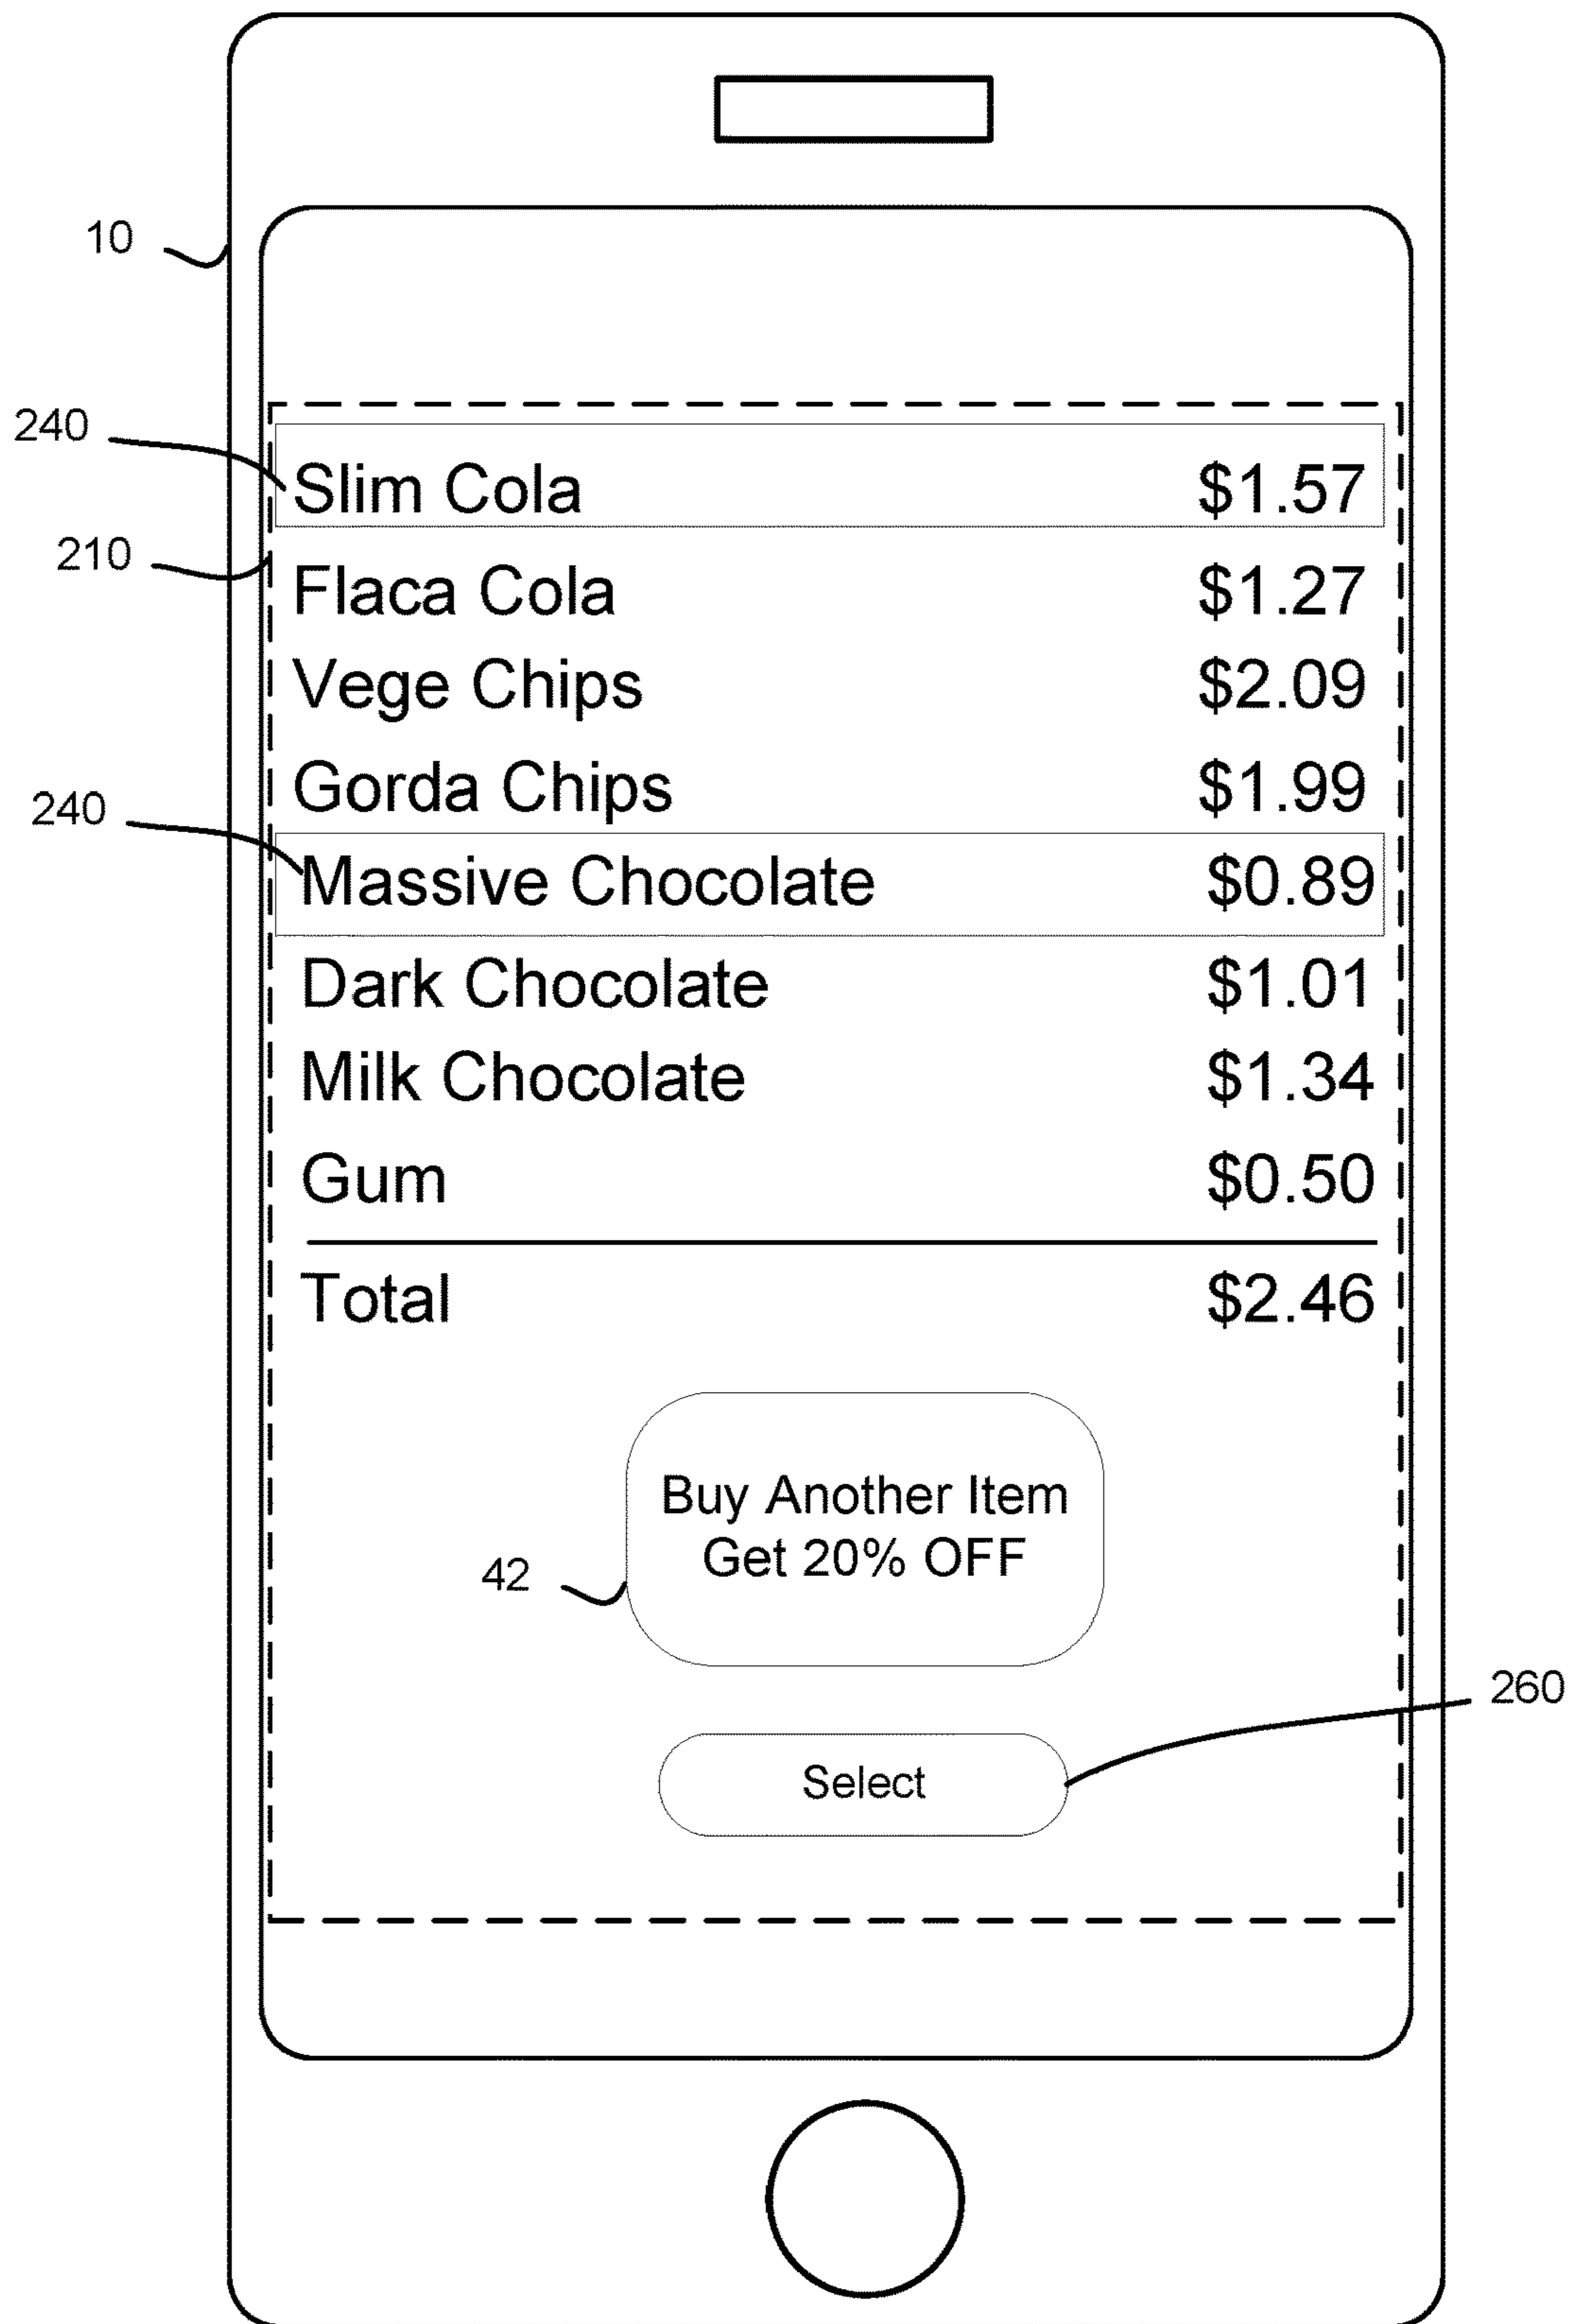 10
240
Slim Cola $1.57
210
Flaca Cola $1.27
Vege Chips $2.09
Gorda Chips $1.99
240
Massive Chocolate $0.89
Dark Chocolate $1.01
Milk Chocolate $1.34
Gum $0.50
Total $2.46
Buy Another Item
Get 20% OFF
42
260
Select